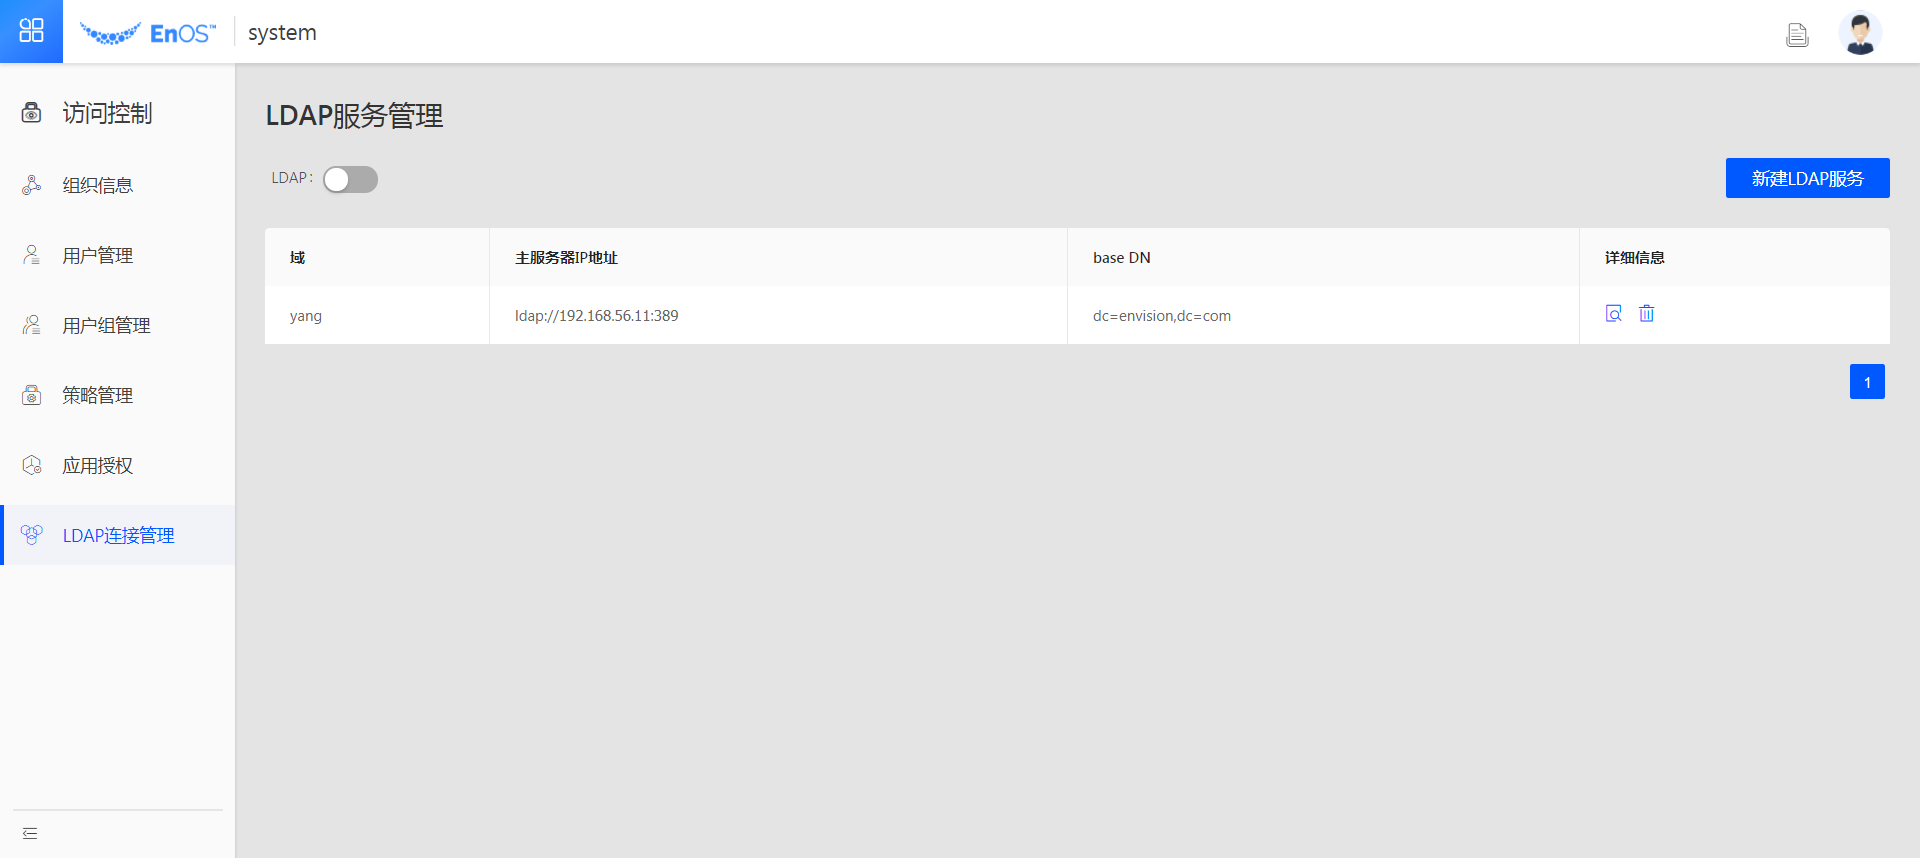 EnOS™
system
访问控制
组织信息
用户管理
用户组管理
策略管理
应用授权
LDAP连接管理
LDAP服务管理
LDAP：
新建LDAP服务
域 主服务器IP地址 base DN 详细信息
yang ldap://192.168.56.11:389 dc=envision,dc=com
1